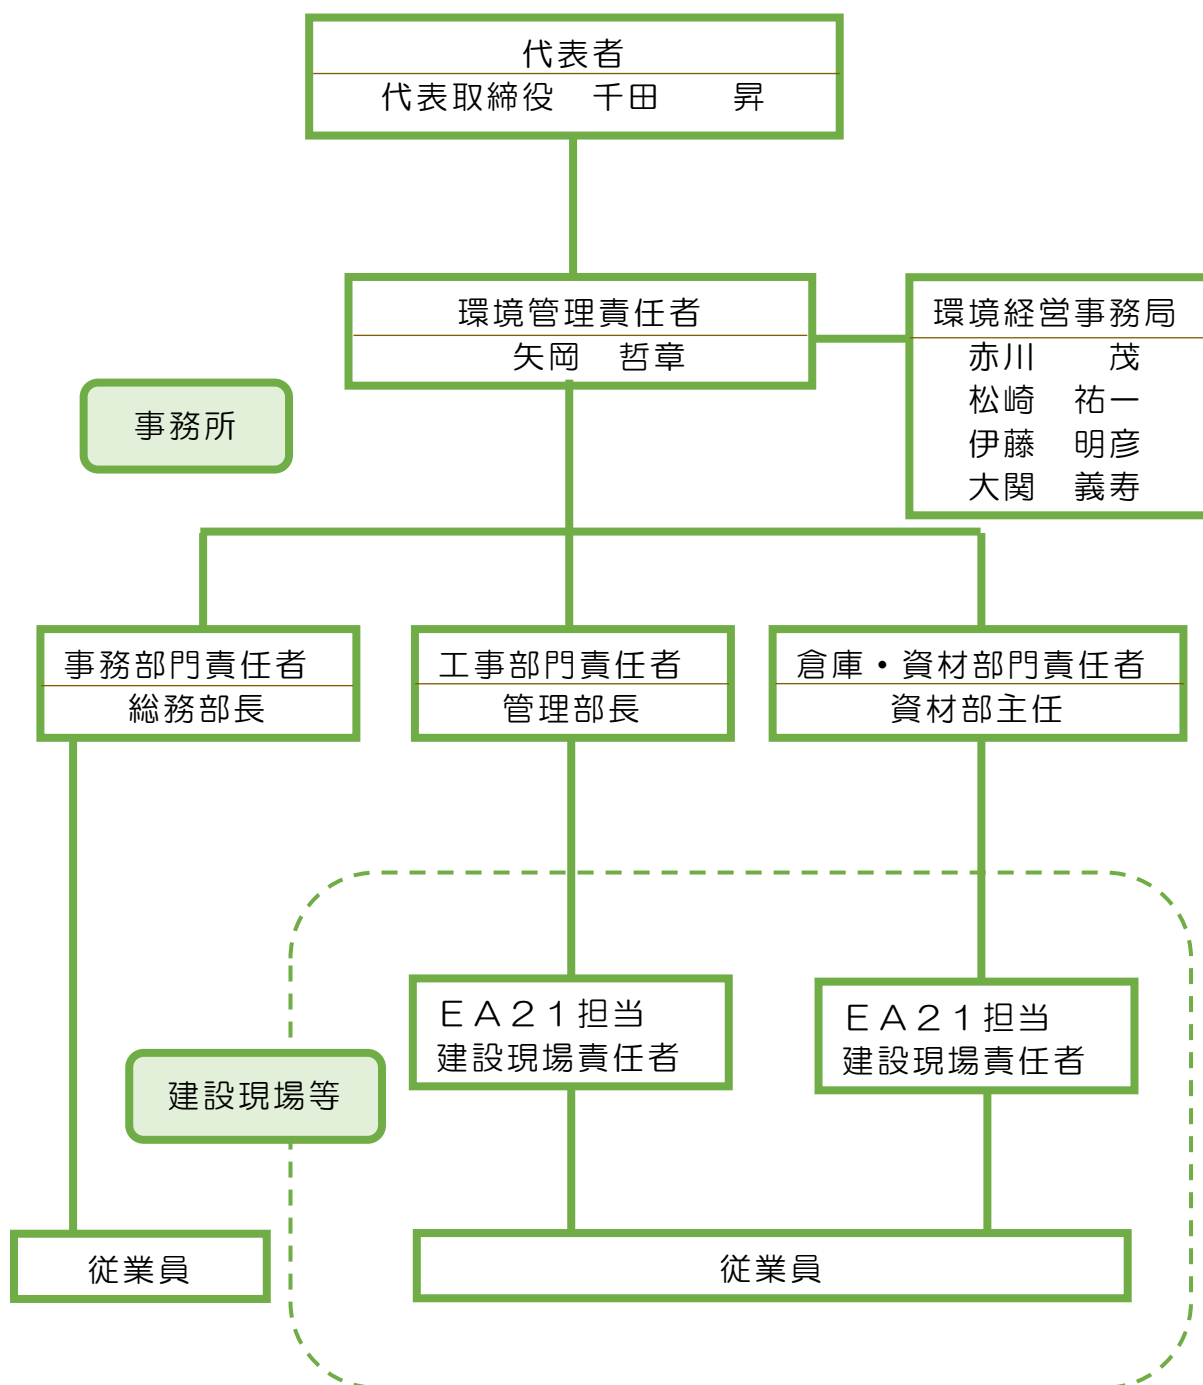 代表者
代表取締役　千田　　昇
環境管理責任者
矢岡　哲章
環境経営事務局
赤川　　茂
松崎　祐一
伊藤　明彦
大関　義寿
事務所
事務部門責任者
総務部長
工事部門責任者
管理部長
倉庫・資材部門責任者
資材部主任
ＥＡ２１担当
建設現場責任者
ＥＡ２１担当
建設現場責任者
建設現場等
従業員
従業員